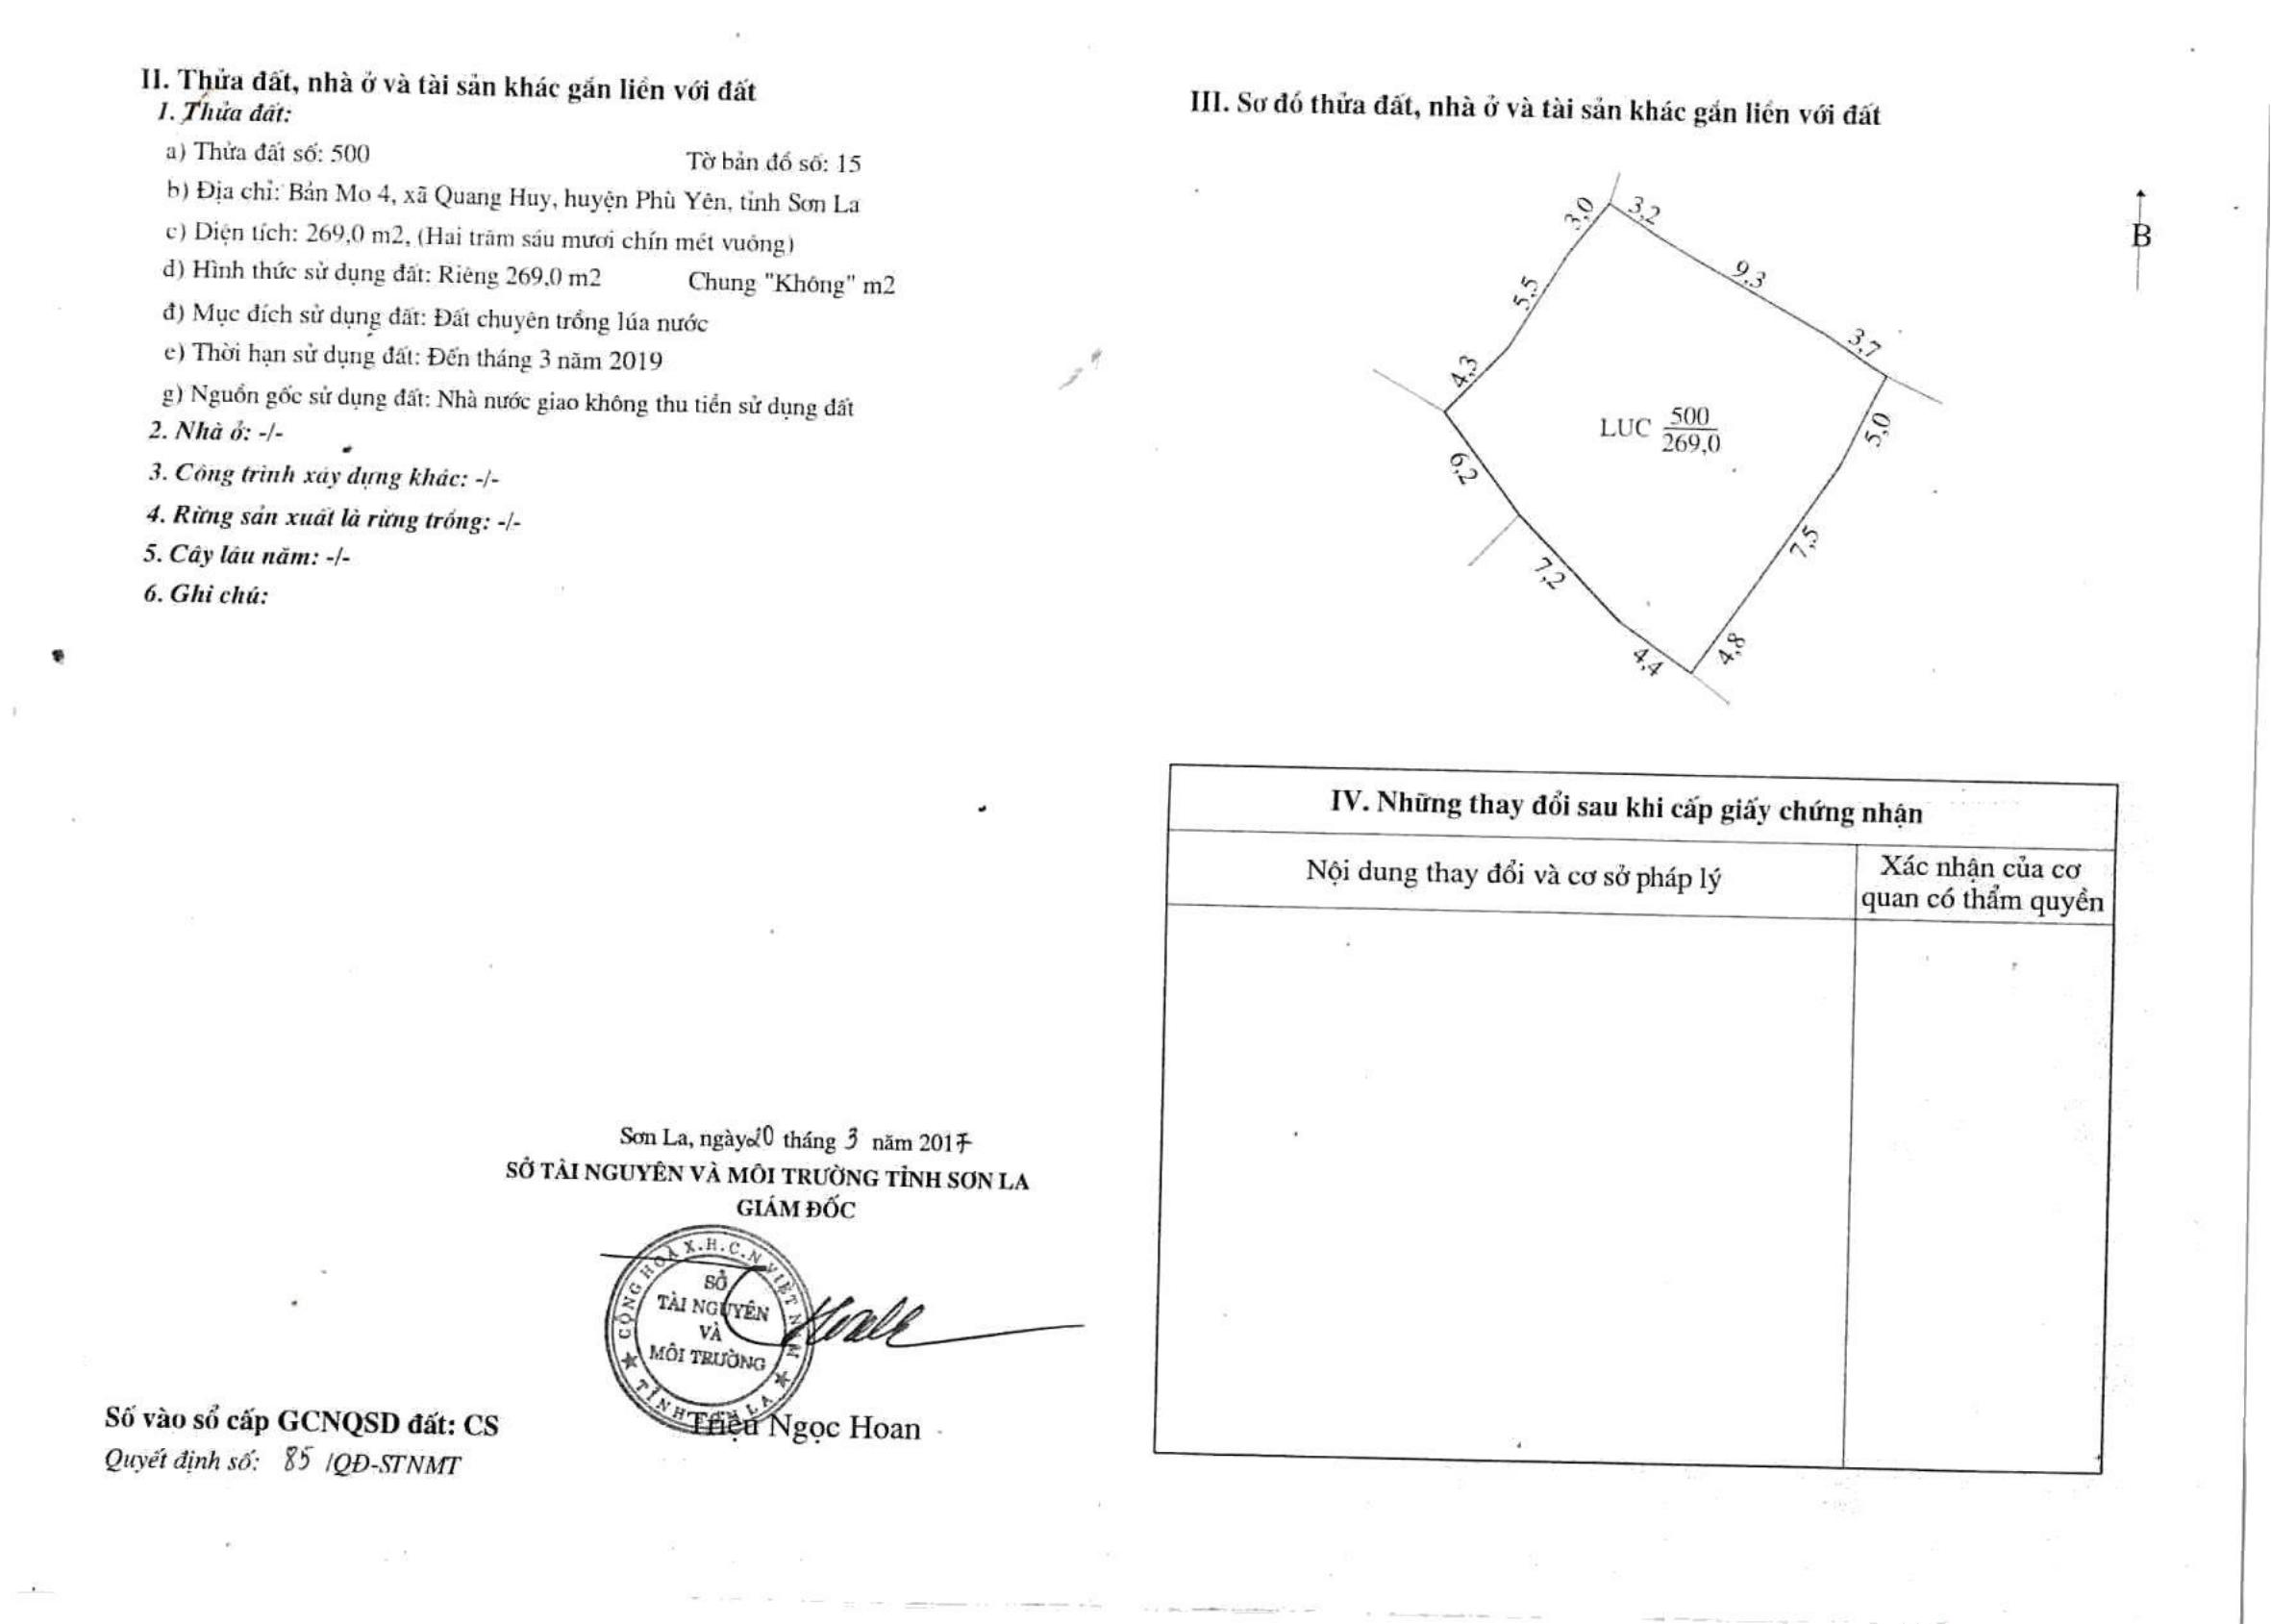 II. Thửa đất, nhà ở và tài sản khác gắn liền với đất
1. Thửa đất:
a) Thửa đất số: 500 Tờ bản đồ số: 15
b) Địa chỉ: Bản Mo 4, xã Quang Huy, huyện Phù Yên, tỉnh Sơn La
c) Diện tích: 269,0 m2, (Hai trăm sáu mươi chín mét vuông)
d) Hình thức sử dụng đất: Riêng 269,0 m2 Chung "Không" m2
đ) Mục đích sử dụng đất: Đất chuyên trồng lúa nước
e) Thời hạn sử dụng đất: Đến tháng 3 năm 2019
g) Nguồn gốc sử dụng đất: Nhà nước giao không thu tiền sử dụng đất
2. Nhà ở: -/-
3. Công trình xây dựng khác: -/-
4. Rừng sản xuất là rừng trồng: -/-
5. Cây lâu năm: -/-
6. Ghi chú:
Sơn La, ngày 20 tháng 3 năm 2017
SỞ TÀI NGUYÊN VÀ MÔI TRƯỜNG TỈNH SƠN LA
GIÁM ĐỐC
CỘNG HOÀ X.H.C.N VIỆT NAM
SỞ
TÀI NGUYÊN
VÀ
MÔI TRƯỜNG
TỈNH SƠN LA
Triệu Ngọc Hoan
Số vào sổ cấp GCNQSD đất: CS
Quyết định số: 85 /QĐ-STNMT
III. Sơ đồ thửa đất, nhà ở và tài sản khác gắn liền với đất
B
3,0
3,2
9,3
3,7
5,5
4,3
5,0
LUC 500
269,0
6,2
7,5
7,2
4,8
4,4
IV. Những thay đổi sau khi cấp giấy chứng nhận
Nội dung thay đổi và cơ sở pháp lý
Xác nhận của cơ
quan có thẩm quyền